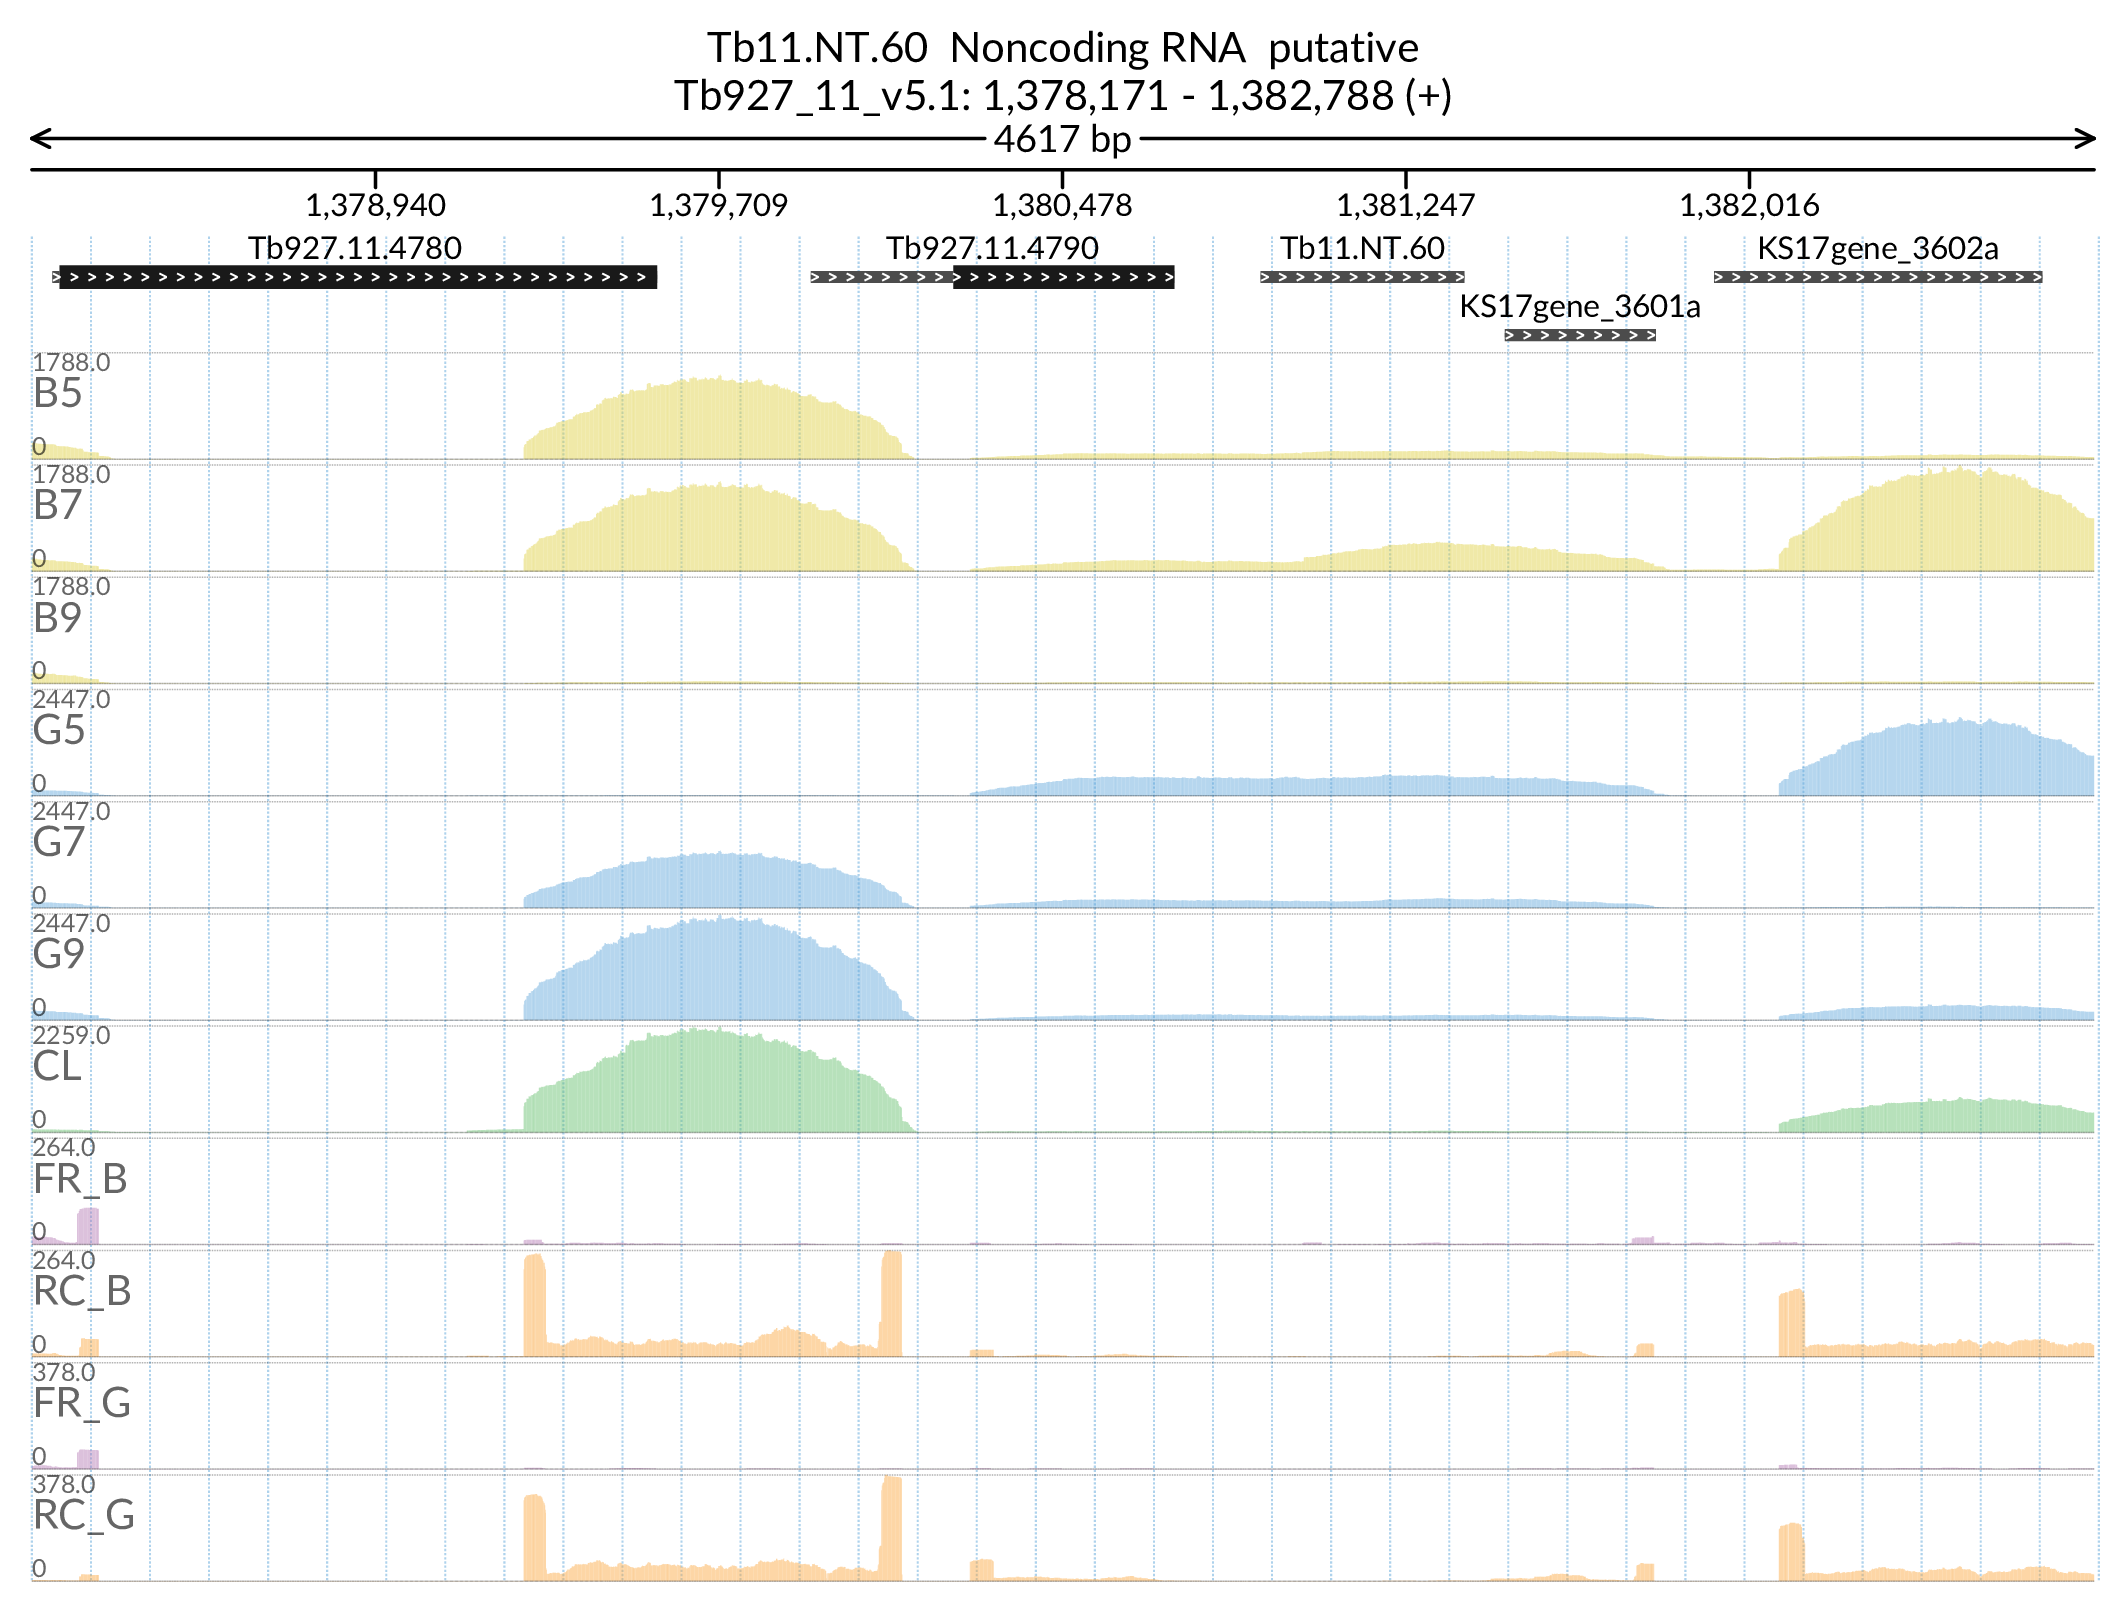 Tb11.NT.60 Noncoding RNA putative
Tb927_11_v5.1: 1,378,171 - 1,382,788 (+)
4617 bp
1,378,940 1,379,709 1,380,478 1,381,247 1,382,016
Tb927.11.4780 Tb927.11.4790 Tb11.NT.60 KS17gene_3602a
KS17gene_3601a
1788.0
B5
0
1788.0
B7
0
1788.0
B9
0
2447.0
G5
0
2447.0
G7
0
2447.0
G9
0
2259.0
CL
0
264.0
FR_B
0
264.0
RC_B
0
378.0
FR_G
0
378.0
RC_G
0